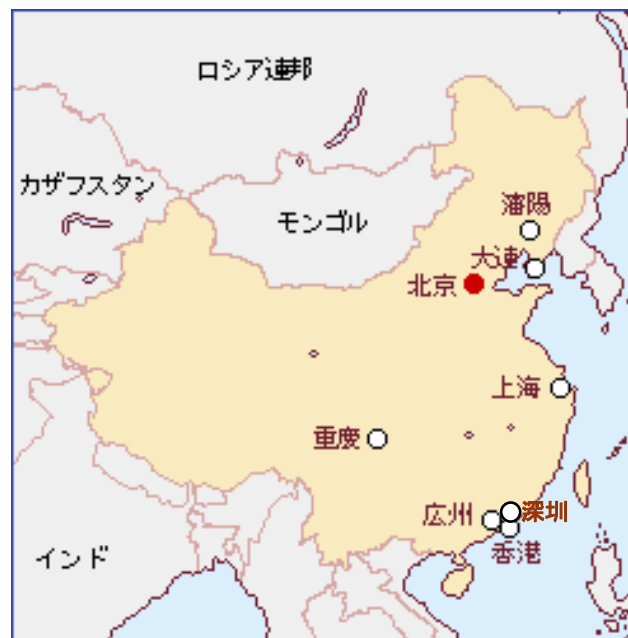 ロシア連邦
カザフスタン
モンゴル
瀋陽
大連
北京
上海
重慶
広州
深圳
香港
インド